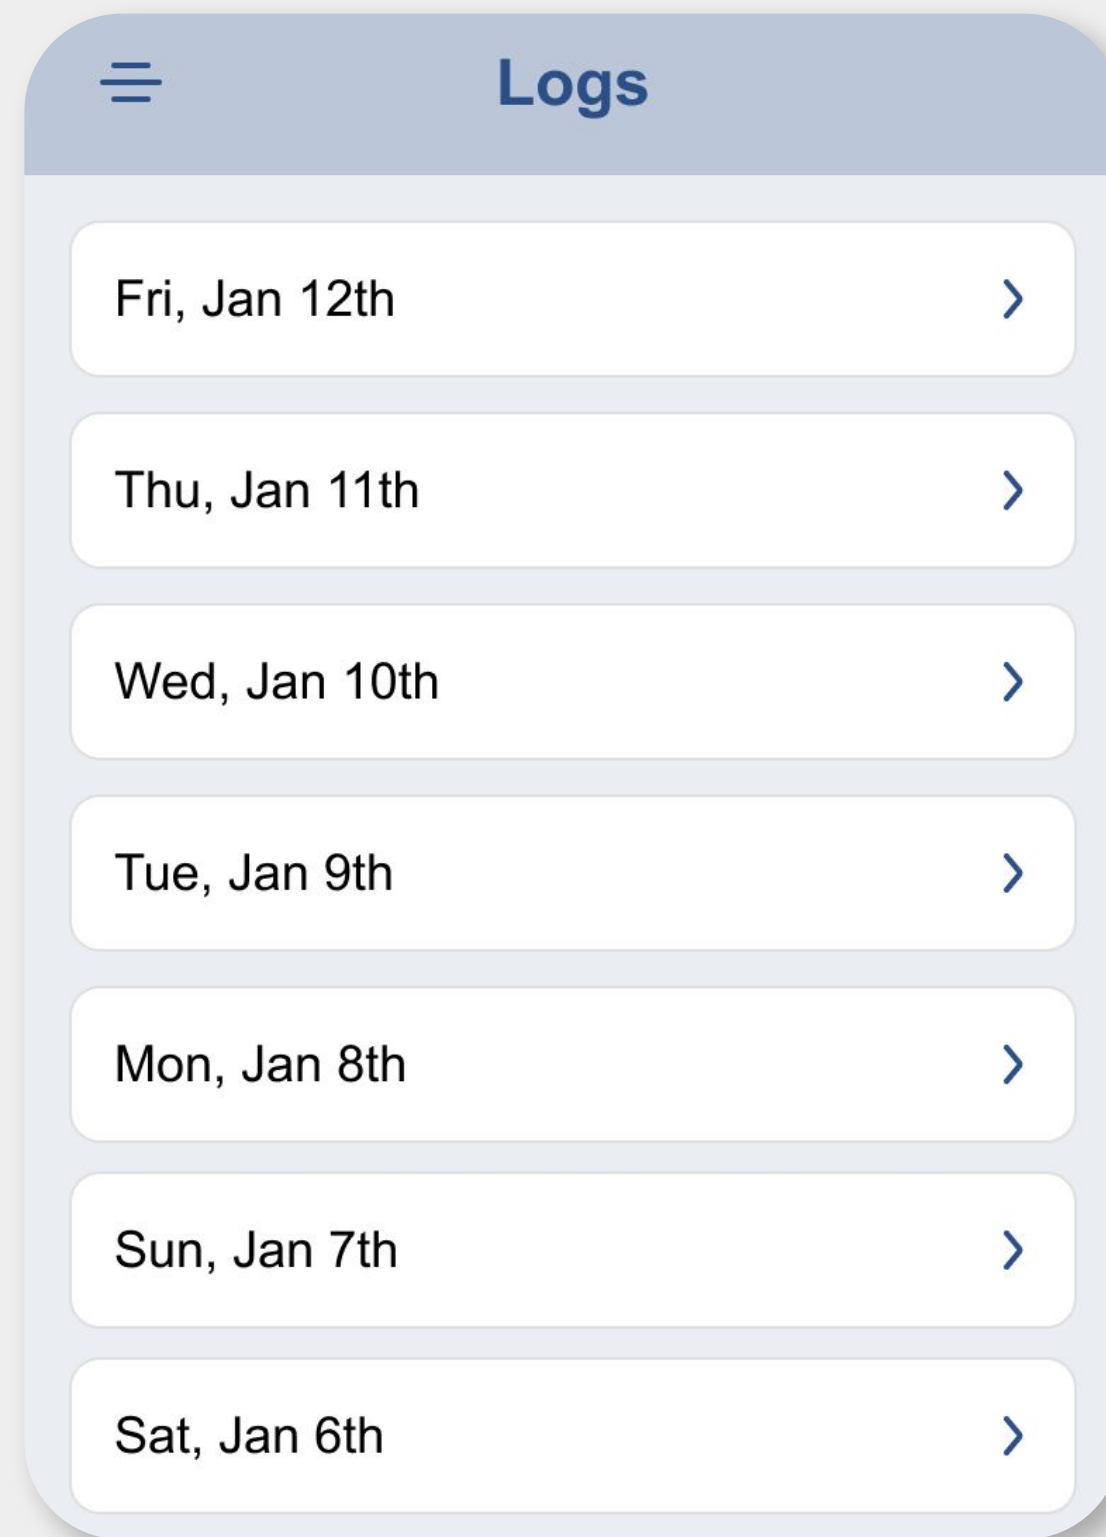 Logs
Fri, Jan 12th
Thu, Jan 11th
Wed, Jan 10th
Tue, Jan 9th
Mon, Jan 8th
Sun, Jan 7th
Sat, Jan 6th